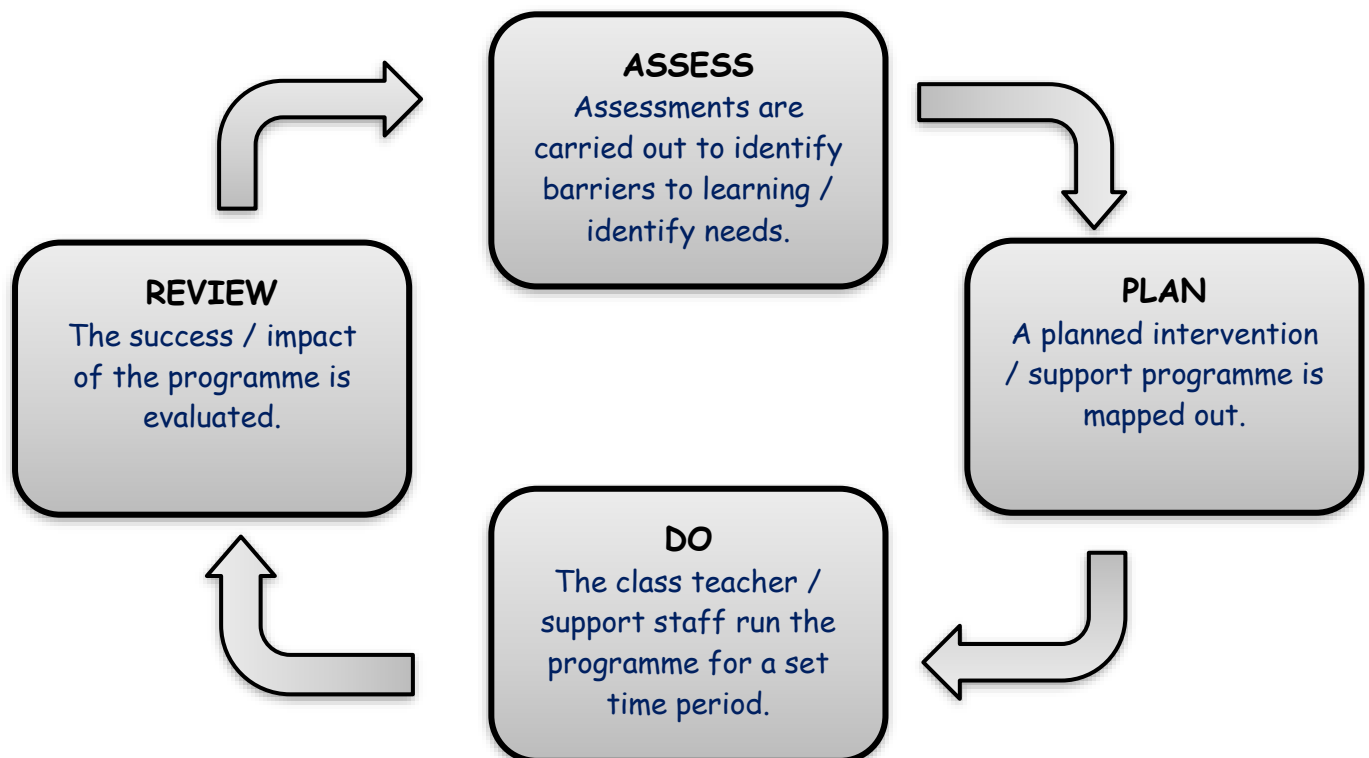 ASSESS
Assessments are
carried out to identify
barriers to learning /
identify needs.
PLAN
A planned intervention
/ support programme is
mapped out.
DO
The class teacher /
support staff run the
programme for a set
time period.
REVIEW
The success / impact
of the programme is
evaluated.